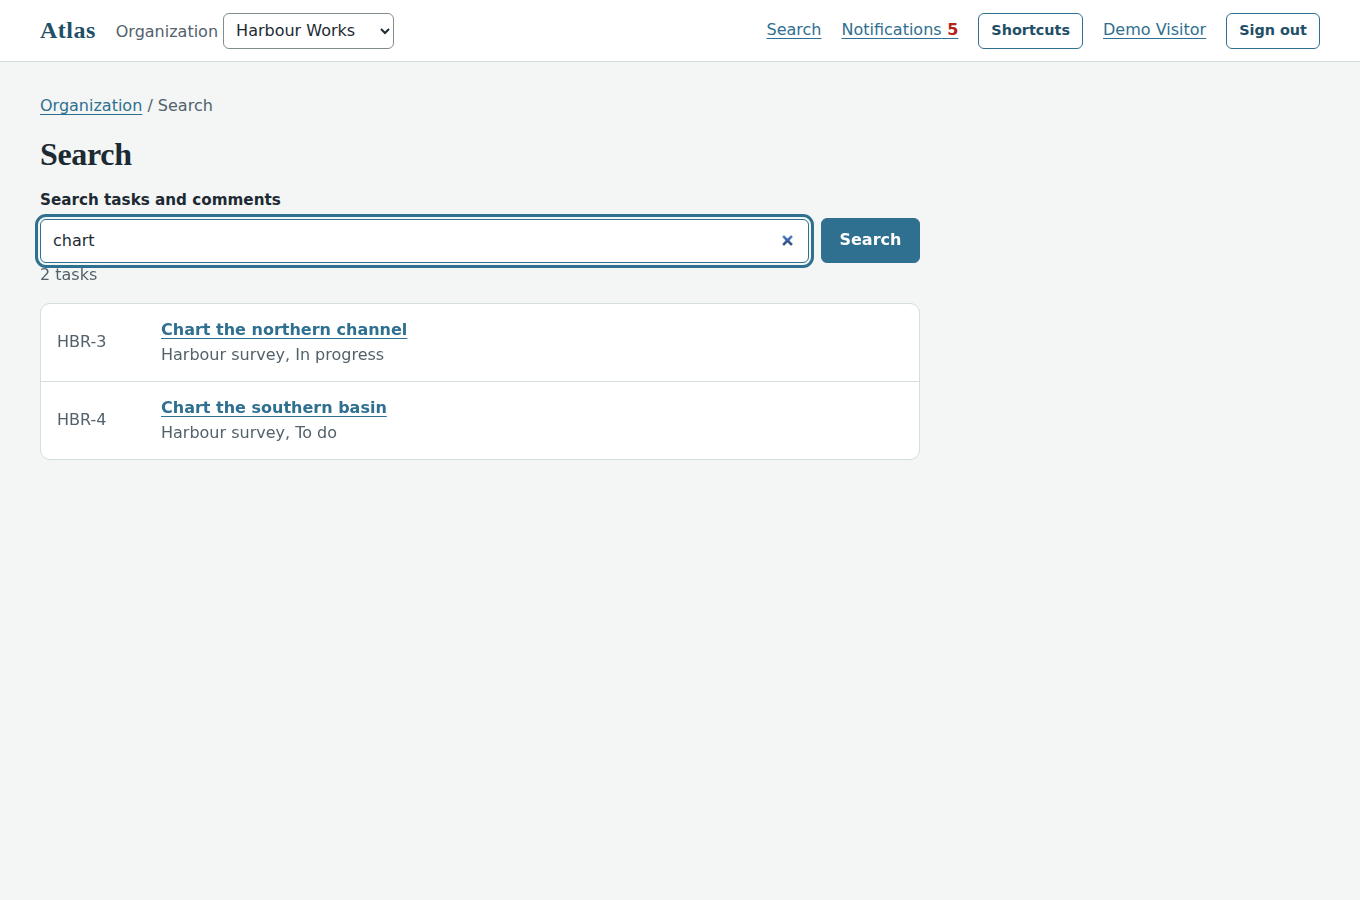 Atlas Organization Harbour Works Search Notifications 5 Shortcuts Demo Visitor Sign out
Organization / Search
Search
Search tasks and comments
chart Search
2 tasks
HBR-3 Chart the northern channel
Harbour survey, In progress
HBR-4 Chart the southern basin
Harbour survey, To do